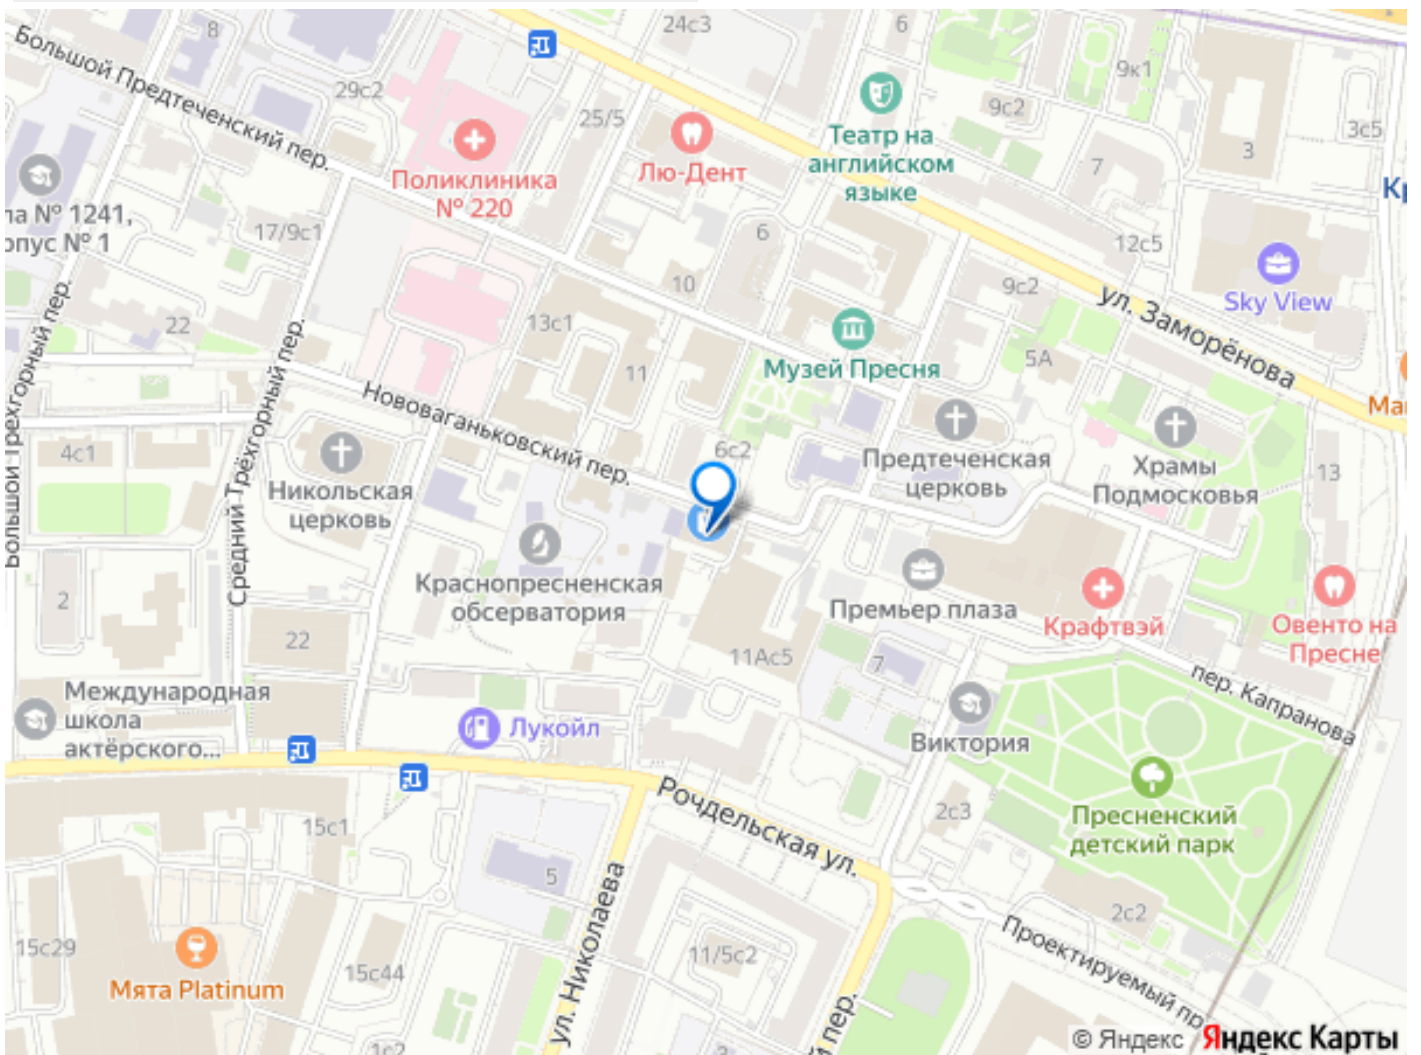 24с3
6
8
Большой Предтеченский пер.
29с2
25/5
9к1
9с2
3с5
3
7
Театр на
английском
языке
Лю-Дент
Поликлиника
№ 220
ла № 1241,
рпус № 1
17/9с1
6
12с5
Кр
10
9с2
Sky View
ул. Заморёнова
22
13с1
Музей Пресня
5А
11
Ма
Большой Трёхгорный пер.
Средний Трёхгорный пер.
Нововаганьковский пер.
4с1
6с2
Никольская
церковь
Предтеченская
церковь
Храмы
Подмосковья
13
Краснопресненская
обсерватория
2
Премьер плаза
Крафтвэй
Овенто на
Пресне
22
11Ас5
7
пер. Капранова
Международная
школа
актёрского...
Лукойл
Виктория
Рочдельская ул.
2с3
Пресненский
детский парк
15с1
5
ул. Николаева
2с2
15с29
15с44
11/5с2
Мята Platinum
Проектируемый пр
й пер.
1с2
3
© Яндекс Яндекс Карты